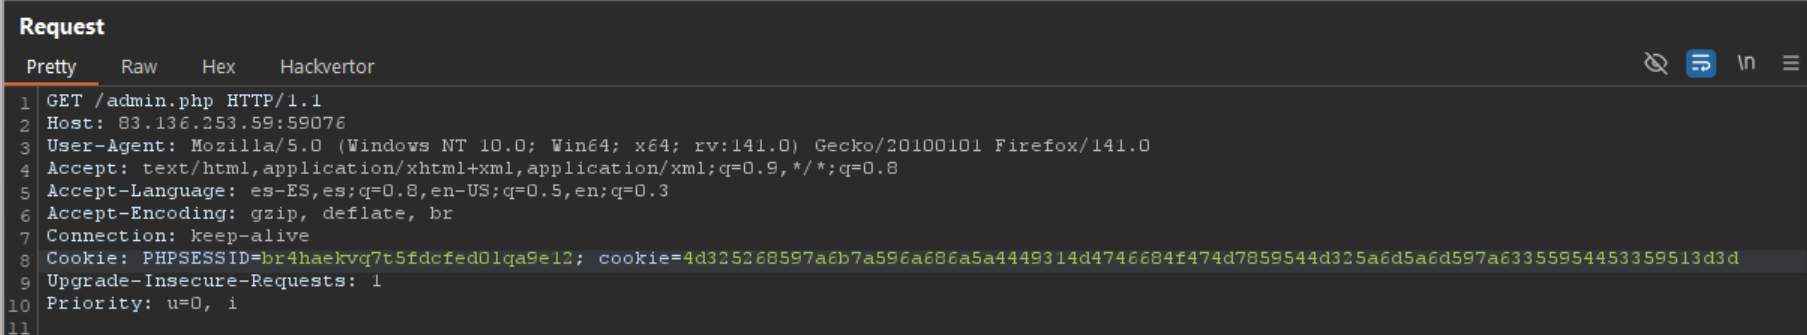 Request
Pretty Raw Hex Hackvertor \n
1 GET /admin.php HTTP/1.1
2 Host: 83.136.253.59:59076
3 User-Agent: Mozilla/5.0 (Windows NT 10.0; Win64; x64; rv:141.0) Gecko/20100101 Firefox/141.0
4 Accept: text/html,application/xhtml+xml,application/xml;q=0.9,*/*;q=0.8
5 Accept-Language: es-ES,es;q=0.8,en-US;q=0.5,en;q=0.3
6 Accept-Encoding: gzip, deflate, br
7 Connection: keep-alive
8 Cookie: PHPSESSID=br4haekvq7t5fdcfed0lqa9e12; cookie=4d325268597a6b7a596a686a5a4449314d4746684f474d7859544d325a6d5a6d597a63355954453359513d3d
9 Upgrade-Insecure-Requests: 1
10 Priority: u=0, i
11